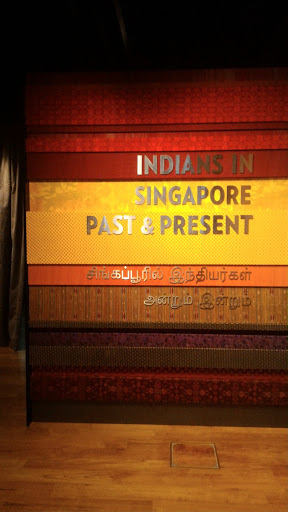 INDIANS IN
SINGAPORE
PAST & PRESENT
சிங்கப்பூரில் இந்தியர்கள்
அன்றும் இன்றும்